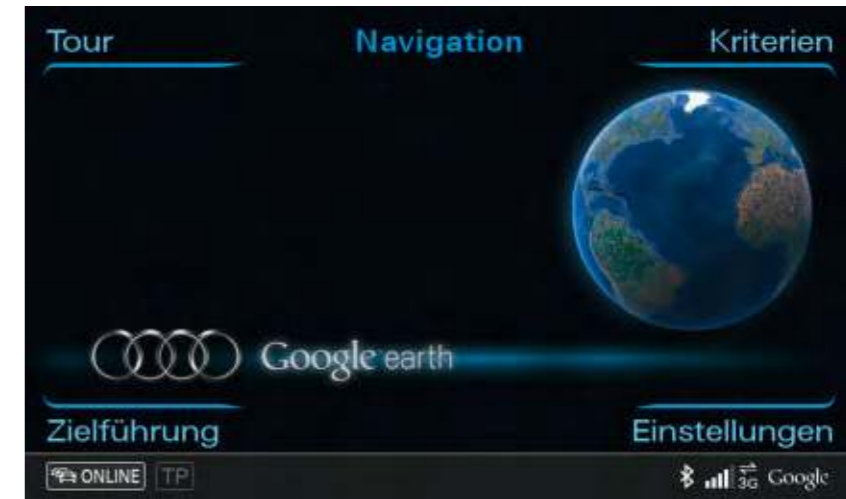 Tour Navigation Kriterien
Google earth
Zielführung Einstellungen
ONLINE TP 3G Google